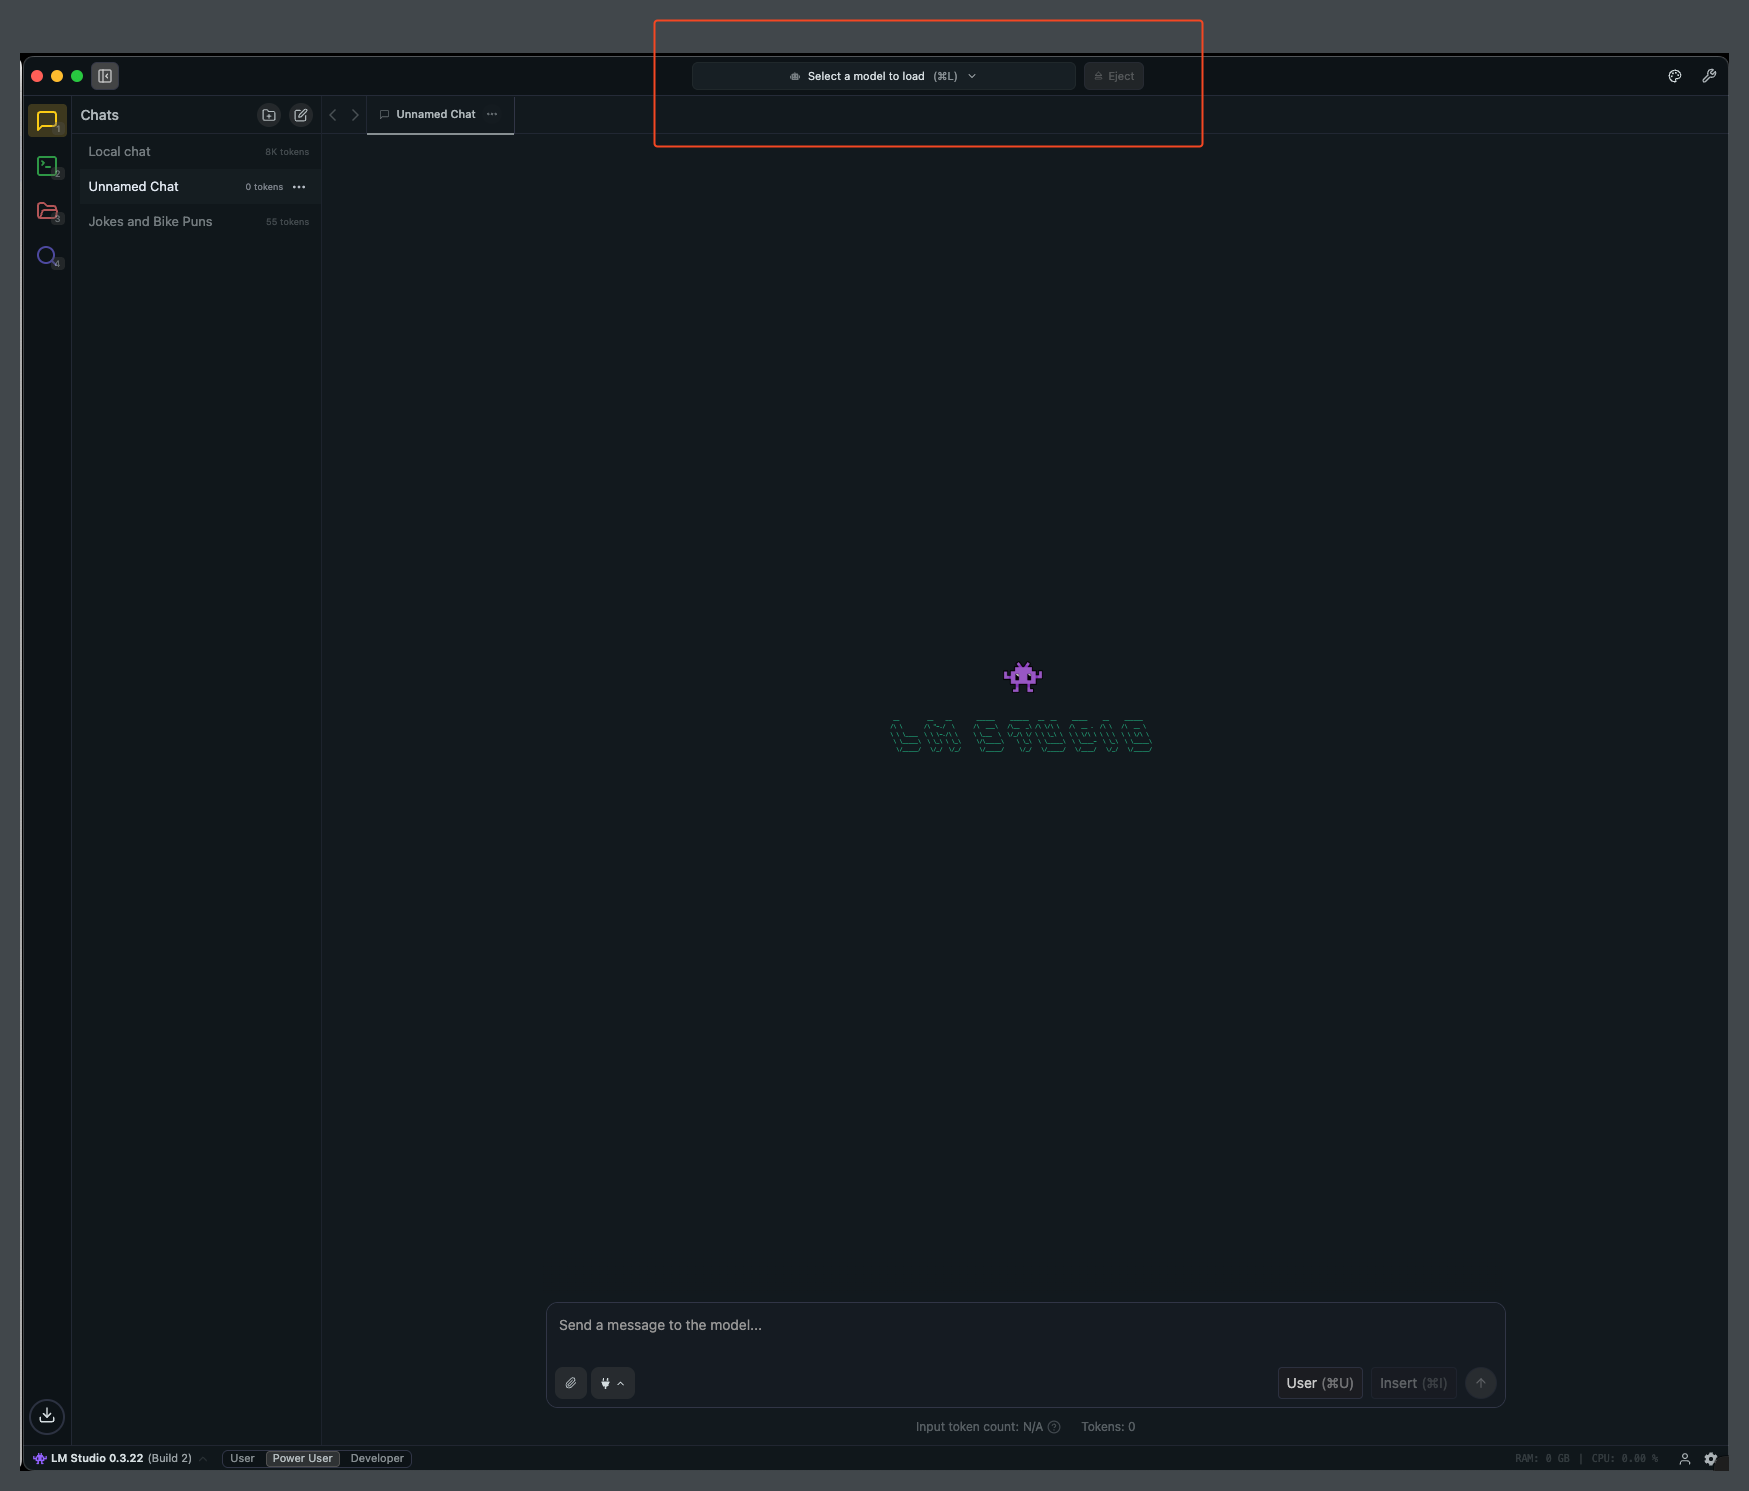 Select a model to load (⌘L)
Eject
Chats
Unnamed Chat
Local chat 8K tokens
Unnamed Chat 0 tokens
Jokes and Bike Puns 55 tokens
1
2
3
4
LM STUDIO
Send a message to the model...
User (⌘U)
Insert (⌘I)
Input token count: N/A
Tokens: 0
LM Studio 0.3.22 (Build 2)
User
Power User
Developer
RAM: 0 GB | CPU: 0.00 %